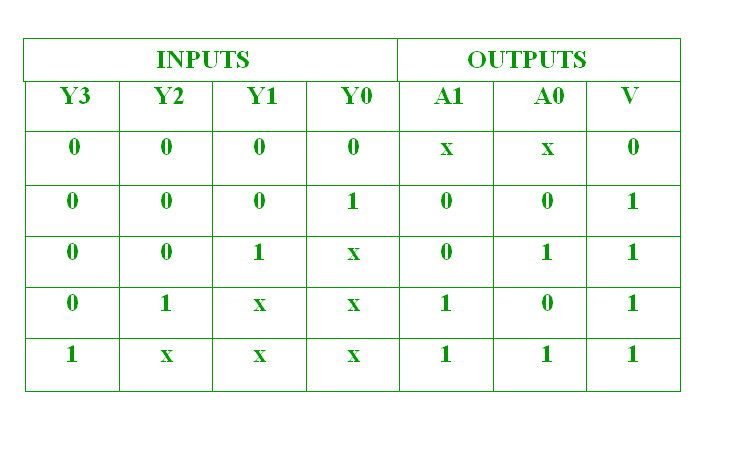 INPUTS OUTPUTS
Y3 Y2 Y1 Y0 A1 A0 V
0 0 0 0 x x 0
0 0 0 1 0 0 1
0 0 1 x 0 1 1
0 1 x x 1 0 1
1 x x x 1 1 1